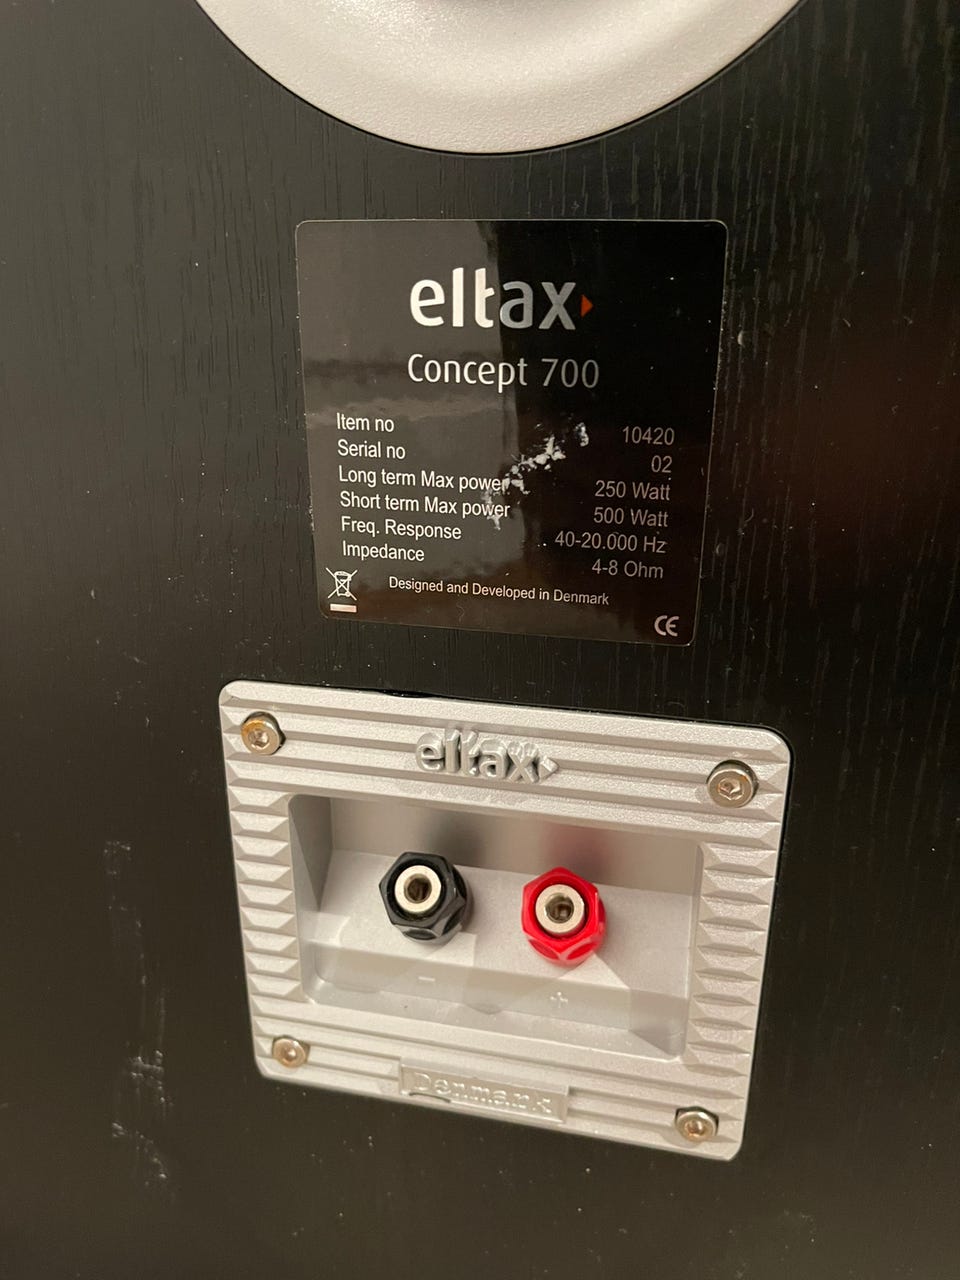 eltax
Concept 700
Item no 10420
Serial no 02
Long term Max power 250 Watt
Short term Max power 500 Watt
Freq. Response 40-20.000 Hz
Impedance 4-8 Ohm
Designed and Developed in Denmark
CE
eltax
- +
Denmark